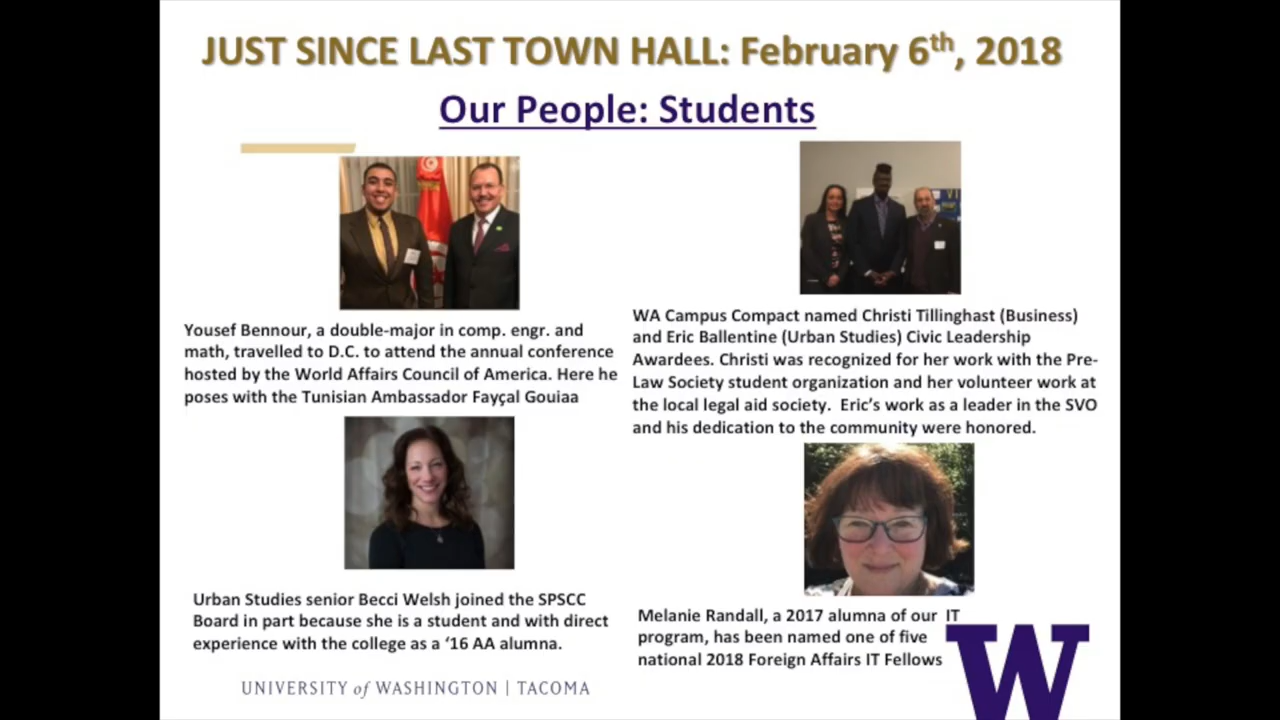 JUST SINCE LAST TOWN HALL: February 6th, 2018
Our People: Students
Yousef Bennour, a double-major in comp. engr. and
math, travelled to D.C. to attend the annual conference
hosted by the World Affairs Council of America. Here he
poses with the Tunisian Ambassador Fayçal Gouiaa
WA Campus Compact named Christi Tillinghast (Business)
and Eric Ballentine (Urban Studies) Civic Leadership
Awardees. Christi was recognized for her work with the Pre-
Law Society student organization and her volunteer work at
the local legal aid society.  Eric's work as a leader in the SVO
and his dedication to the community were honored.
Urban Studies senior Becci Welsh joined the SPSCC
Board in part because she is a student and with direct
experience with the college as a ‘16 AA alumna.
Melanie Randall, a 2017 alumna of our  IT
program, has been named one of five
national 2018 Foreign Affairs IT Fellows
UNIVERSITY of WASHINGTON | TACOMA
W